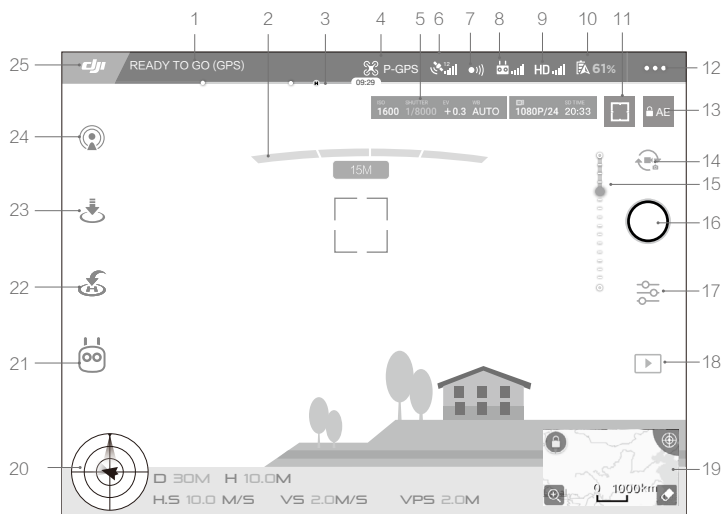 1 2 3 4 5 6 7 8 9 10 11
25 dji READY TO GO (GPS) P-GPS HD 61% 12
H
09:29
ISO SHUTTER EV WB SD TIME
1600 1/8000 +0.3 AUTO 1080P/24 20:33 AE 13
24
14
15M 15
23
16
22 H
17
21
18
20 D 30M H 10.0M 0 1000km 19
H.S 10.0 M/S VS 2.0M/S VPS 2.0M